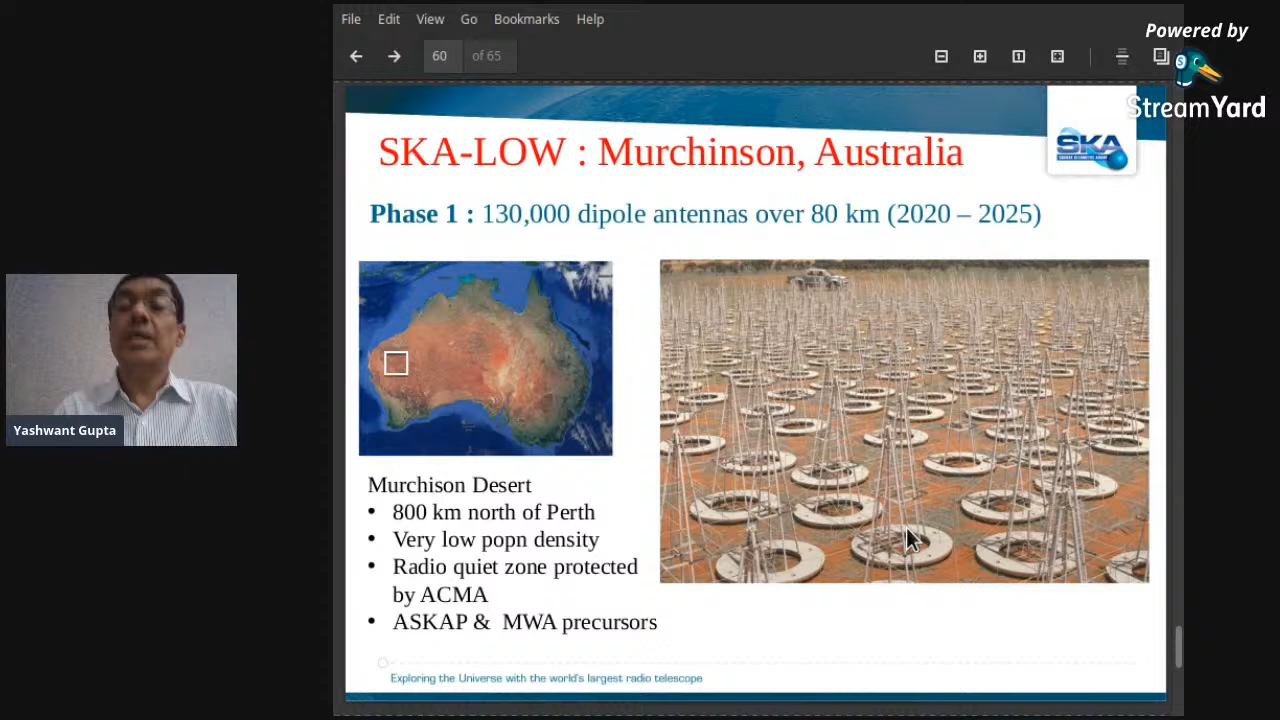 File Edit View Go Bookmarks Help
60 of 65
Powered by
StreamYard
SKA
SKA-LOW : Murchinson, Australia
Phase 1 : 130,000 dipole antennas over 80 km (2020 – 2025)
Yashwant Gupta
Murchison Desert
• 800 km north of Perth
• Very low popn density
• Radio quiet zone protected
by ACMA
• ASKAP & MWA precursors
Exploring the Universe with the world's largest radio telescope